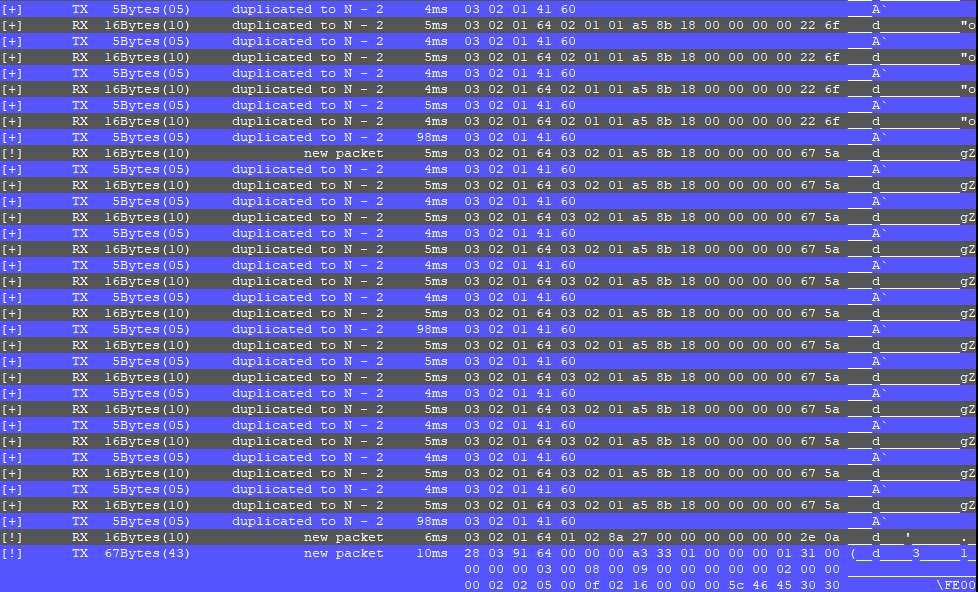 [+] TX 5Bytes(05) duplicated to N - 2 4ms 03 02 01 41 60 ___A`
[+] RX 16Bytes(10) duplicated to N - 2 5ms 03 02 01 64 02 01 01 a5 8b 18 00 00 00 00 22 6f ___d__________"o
[+] TX 5Bytes(05) duplicated to N - 2 4ms 03 02 01 41 60 ___A`
[+] RX 16Bytes(10) duplicated to N - 2 5ms 03 02 01 64 02 01 01 a5 8b 18 00 00 00 00 22 6f ___d__________"o
[+] TX 5Bytes(05) duplicated to N - 2 4ms 03 02 01 41 60 ___A`
[+] RX 16Bytes(10) duplicated to N - 2 4ms 03 02 01 64 02 01 01 a5 8b 18 00 00 00 00 22 6f ___d__________"o
[+] TX 5Bytes(05) duplicated to N - 2 5ms 03 02 01 41 60 ___A`
[+] RX 16Bytes(10) duplicated to N - 2 5ms 03 02 01 64 02 01 01 a5 8b 18 00 00 00 00 22 6f ___d__________"o
[+] TX 5Bytes(05) duplicated to N - 2 98ms 03 02 01 41 60 ___A`
[!] RX 16Bytes(10) new packet 5ms 03 02 01 64 03 02 01 a5 8b 18 00 00 00 00 67 5a ___d__________gZ
[+] TX 5Bytes(05) duplicated to N - 2 4ms 03 02 01 41 60 ___A`
[+] RX 16Bytes(10) duplicated to N - 2 5ms 03 02 01 64 03 02 01 a5 8b 18 00 00 00 00 67 5a ___d__________gZ
[+] TX 5Bytes(05) duplicated to N - 2 4ms 03 02 01 41 60 ___A`
[+] RX 16Bytes(10) duplicated to N - 2 5ms 03 02 01 64 03 02 01 a5 8b 18 00 00 00 00 67 5a ___d__________gZ
[+] TX 5Bytes(05) duplicated to N - 2 4ms 03 02 01 41 60 ___A`
[+] RX 16Bytes(10) duplicated to N - 2 5ms 03 02 01 64 03 02 01 a5 8b 18 00 00 00 00 67 5a ___d__________gZ
[+] TX 5Bytes(05) duplicated to N - 2 4ms 03 02 01 41 60 ___A`
[+] RX 16Bytes(10) duplicated to N - 2 5ms 03 02 01 64 03 02 01 a5 8b 18 00 00 00 00 67 5a ___d__________gZ
[+] TX 5Bytes(05) duplicated to N - 2 4ms 03 02 01 41 60 ___A`
[+] RX 16Bytes(10) duplicated to N - 2 5ms 03 02 01 64 03 02 01 a5 8b 18 00 00 00 00 67 5a ___d__________gZ
[+] TX 5Bytes(05) duplicated to N - 2 98ms 03 02 01 41 60 ___A`
[+] RX 16Bytes(10) duplicated to N - 2 5ms 03 02 01 64 03 02 01 a5 8b 18 00 00 00 00 67 5a ___d__________gZ
[+] TX 5Bytes(05) duplicated to N - 2 5ms 03 02 01 41 60 ___A`
[+] RX 16Bytes(10) duplicated to N - 2 5ms 03 02 01 64 03 02 01 a5 8b 18 00 00 00 00 67 5a ___d__________gZ
[+] TX 5Bytes(05) duplicated to N - 2 4ms 03 02 01 41 60 ___A`
[+] RX 16Bytes(10) duplicated to N - 2 5ms 03 02 01 64 03 02 01 a5 8b 18 00 00 00 00 67 5a ___d__________gZ
[+] TX 5Bytes(05) duplicated to N - 2 4ms 03 02 01 41 60 ___A`
[+] RX 16Bytes(10) duplicated to N - 2 5ms 03 02 01 64 03 02 01 a5 8b 18 00 00 00 00 67 5a ___d__________gZ
[+] TX 5Bytes(05) duplicated to N - 2 4ms 03 02 01 41 60 ___A`
[+] RX 16Bytes(10) duplicated to N - 2 5ms 03 02 01 64 03 02 01 a5 8b 18 00 00 00 00 67 5a ___d__________gZ
[+] TX 5Bytes(05) duplicated to N - 2 4ms 03 02 01 41 60 ___A`
[+] RX 16Bytes(10) duplicated to N - 2 5ms 03 02 01 64 03 02 01 a5 8b 18 00 00 00 00 67 5a ___d__________gZ
[+] TX 5Bytes(05) duplicated to N - 2 98ms 03 02 01 41 60 ___A`
[!] RX 16Bytes(10) new packet 6ms 03 02 01 64 01 02 8a 27 00 00 00 00 00 00 2e 0a ___d___'______._
[!] TX 67Bytes(43) new packet 10ms 28 03 91 64 00 00 00 a3 33 01 00 00 00 01 31 00 (__d____3_____1_
00 00 00 03 00 08 00 09 00 00 00 00 00 02 00 00 ________________
00 02 02 05 00 0f 02 16 00 00 00 5c 46 45 30 30 ___________\FE00